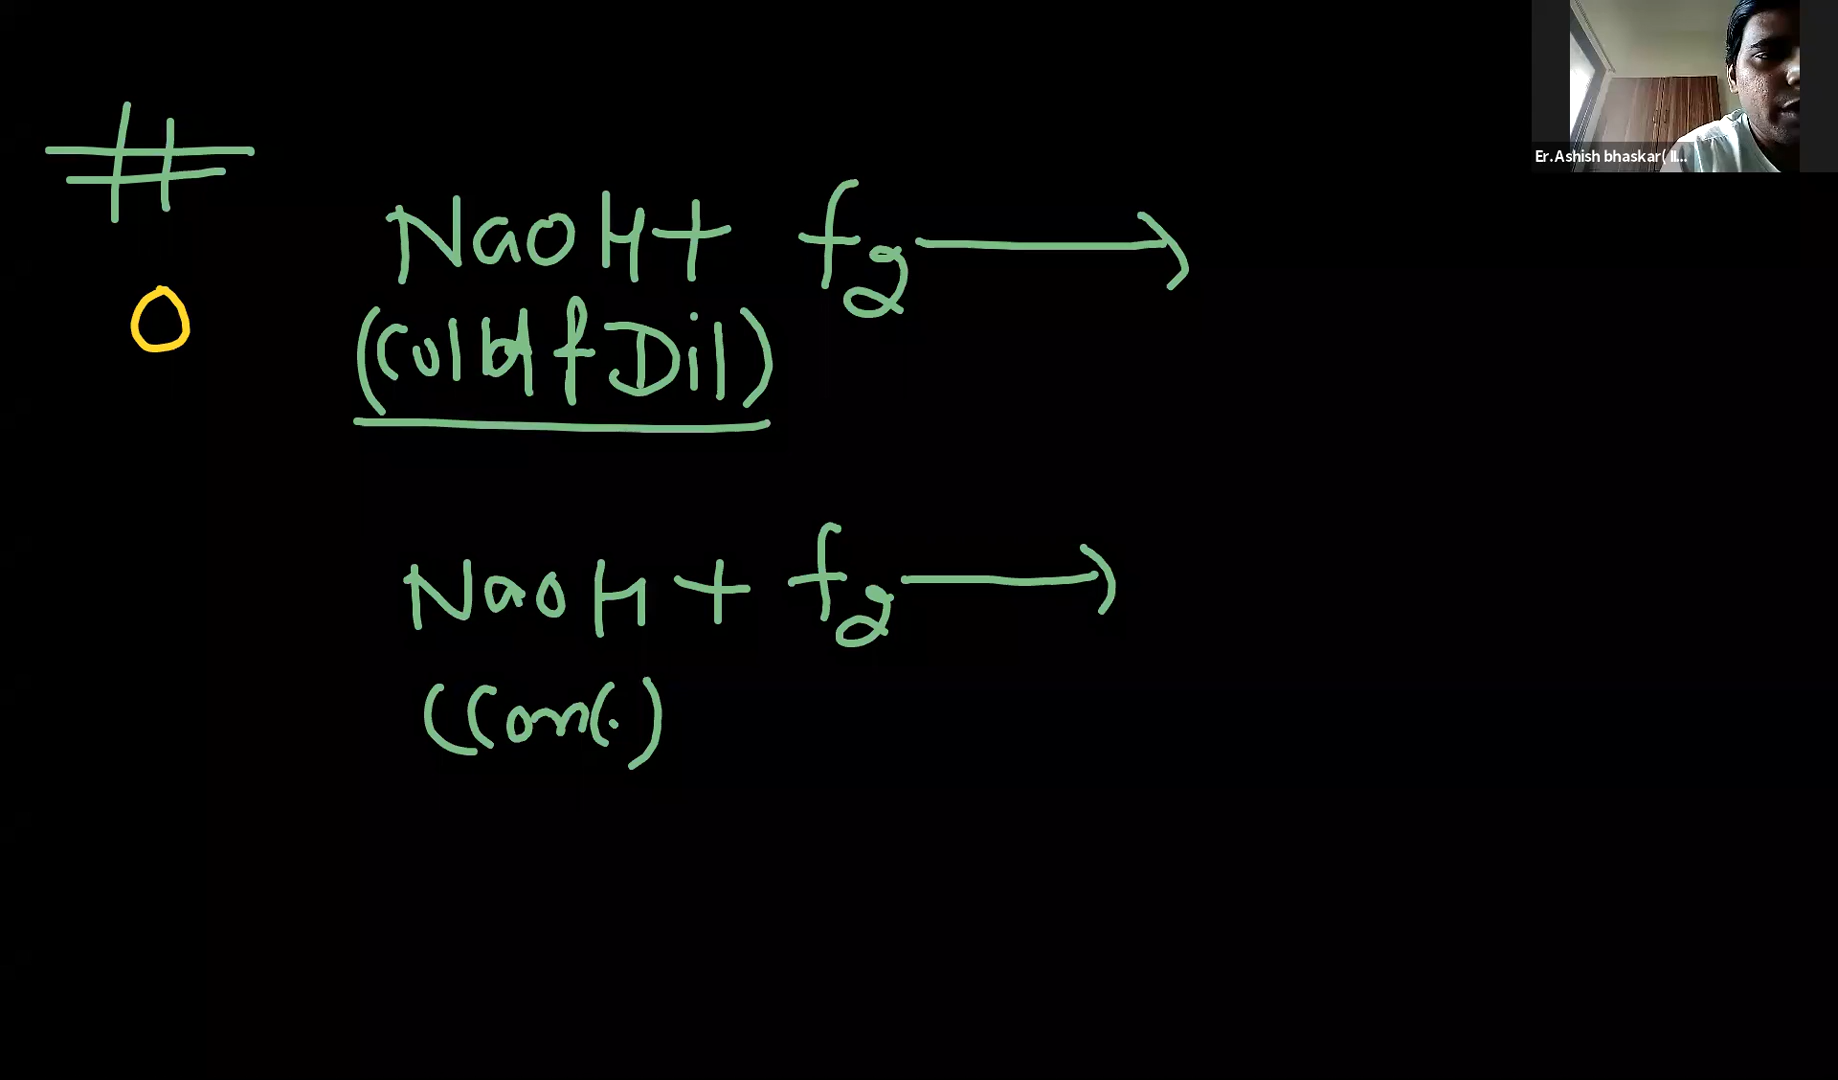 #
Er.Ashish bhaskar( II...
NaOH + f2 →
(Cold & Dil)
NaOH + f2 →
(Conc.)